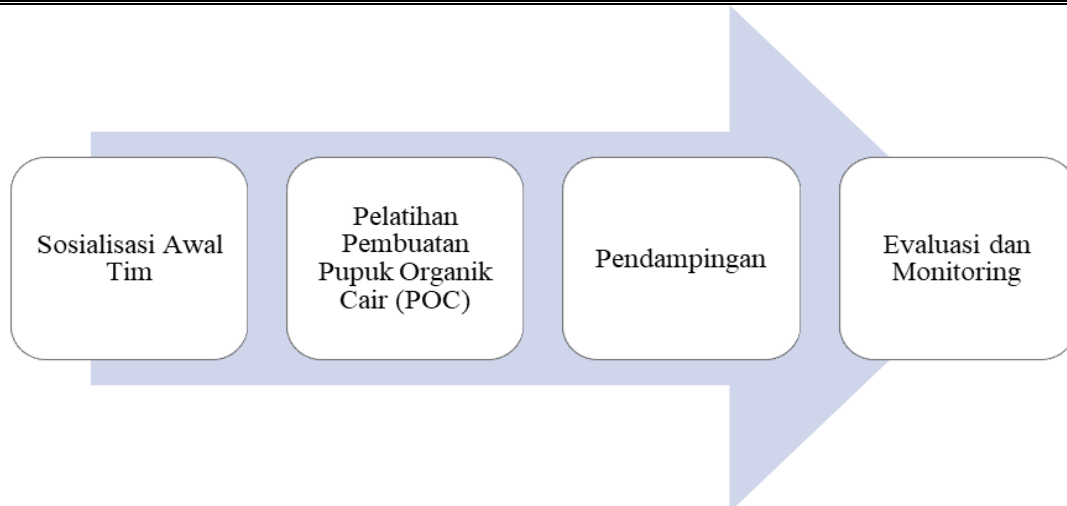 Sosialisasi Awal
Tim
Pelatihan
Pembuatan
Pupuk Organik
Cair (POC)
Pendampingan
Evaluasi dan
Monitoring